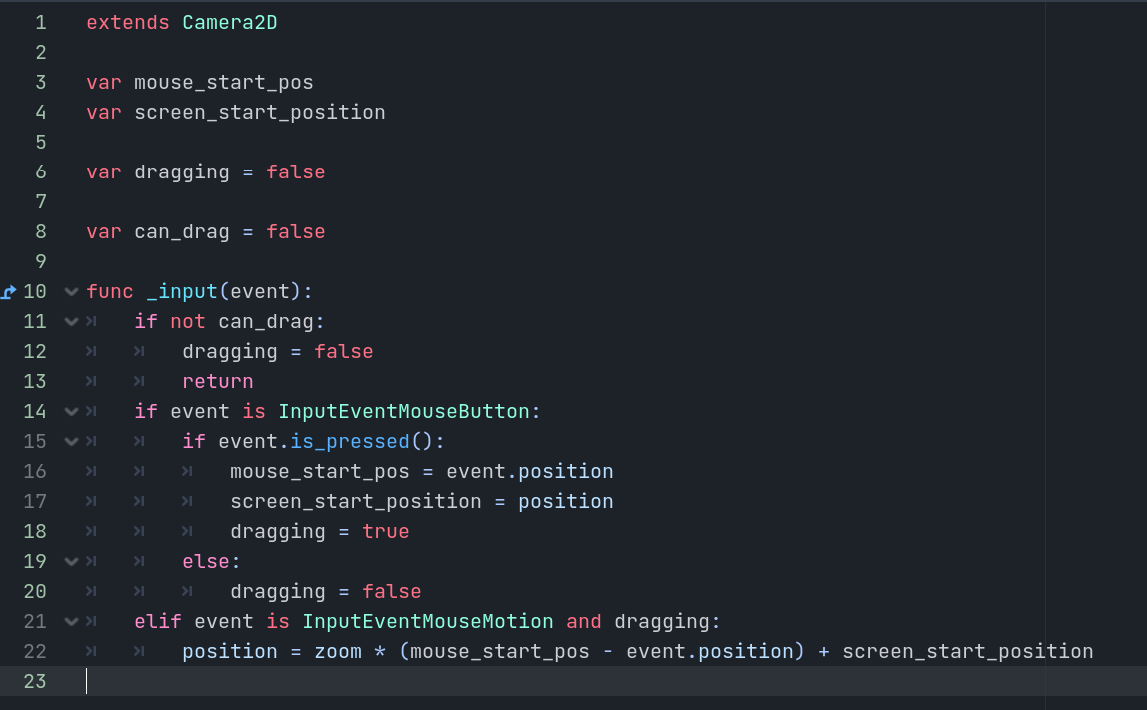 1 extends Camera2D
2
3 var mouse_start_pos
4 var screen_start_position
5
6 var dragging = false
7
8 var can_drag = false
9
10 func _input(event):
11 if not can_drag:
12 dragging = false
13 return
14 if event is InputEventMouseButton:
15 if event.is_pressed():
16 mouse_start_pos = event.position
17 screen_start_position = position
18 dragging = true
19 else:
20 dragging = false
21 elif event is InputEventMouseMotion and dragging:
22 position = zoom * (mouse_start_pos - event.position) + screen_start_position
23